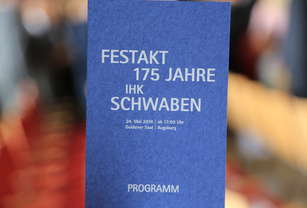 FESTAKT
175 JAHRE
IHK
SCHWABEN
24. Mai 2018 | ab 17:00 Uhr
Goldener Saal | Augsburg
PROGRAMM